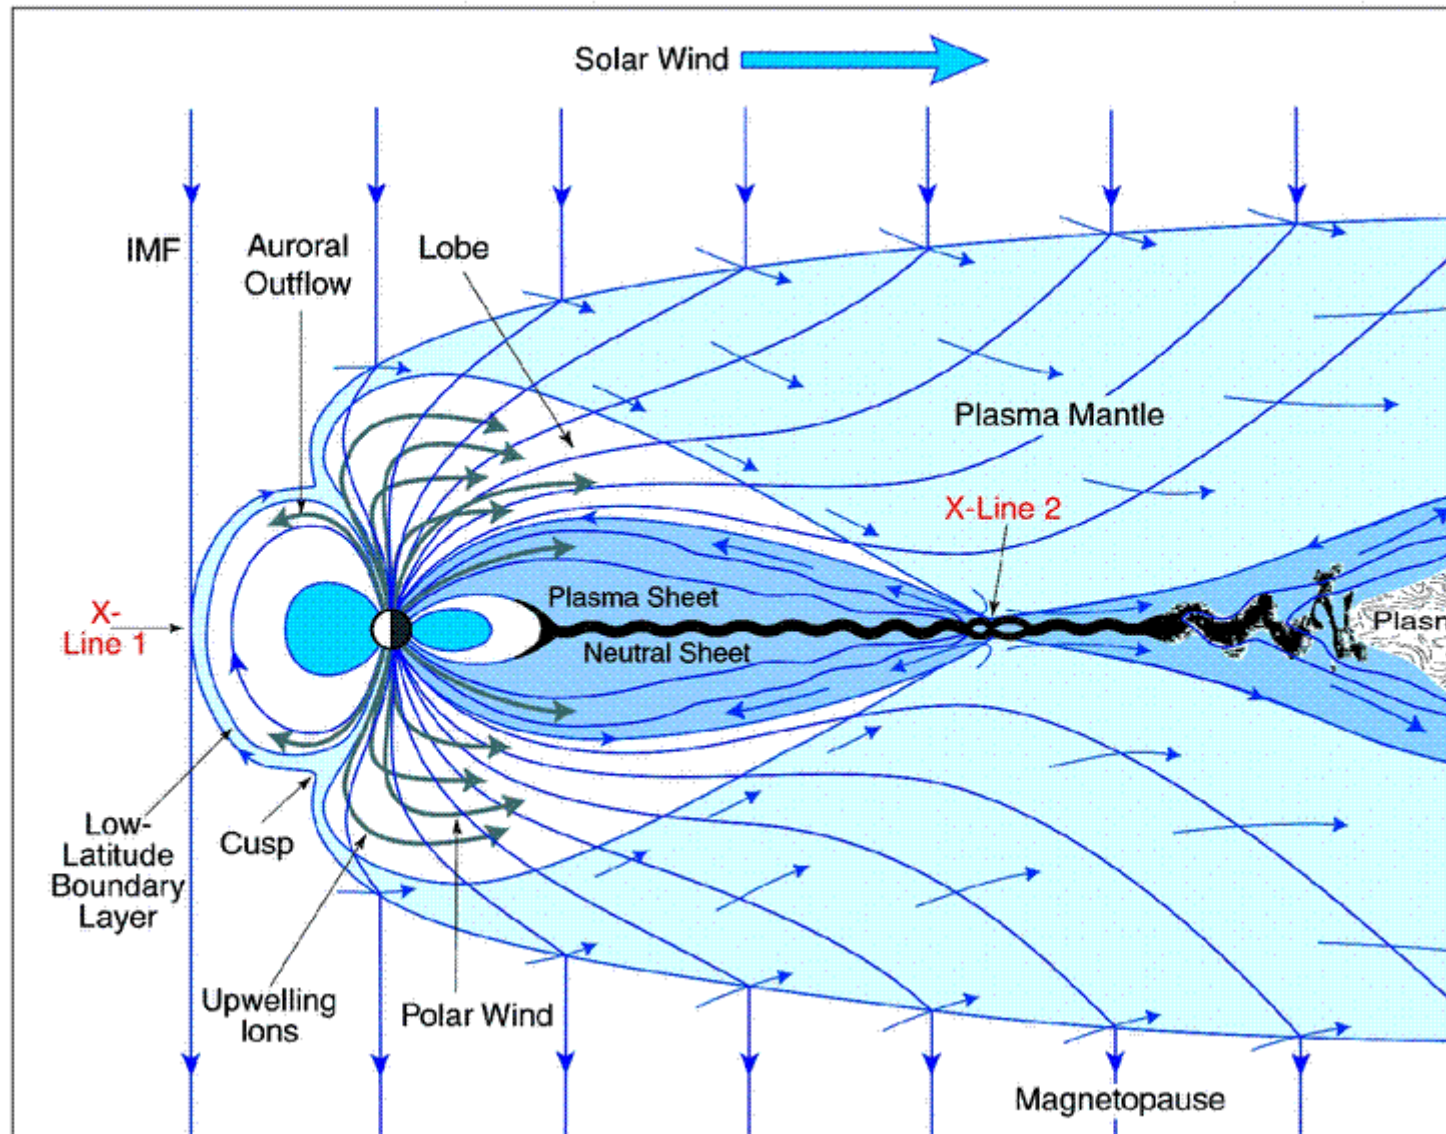 Solar Wind
IMF
Auroral
Outflow
Lobe
Plasma Mantle
X-Line 2
X-
Line 1
Plasma Sheet
Neutral Sheet
Plasn
Low-
Latitude
Boundary
Layer
Cusp
Upwelling
Ions
Polar Wind
Magnetopause